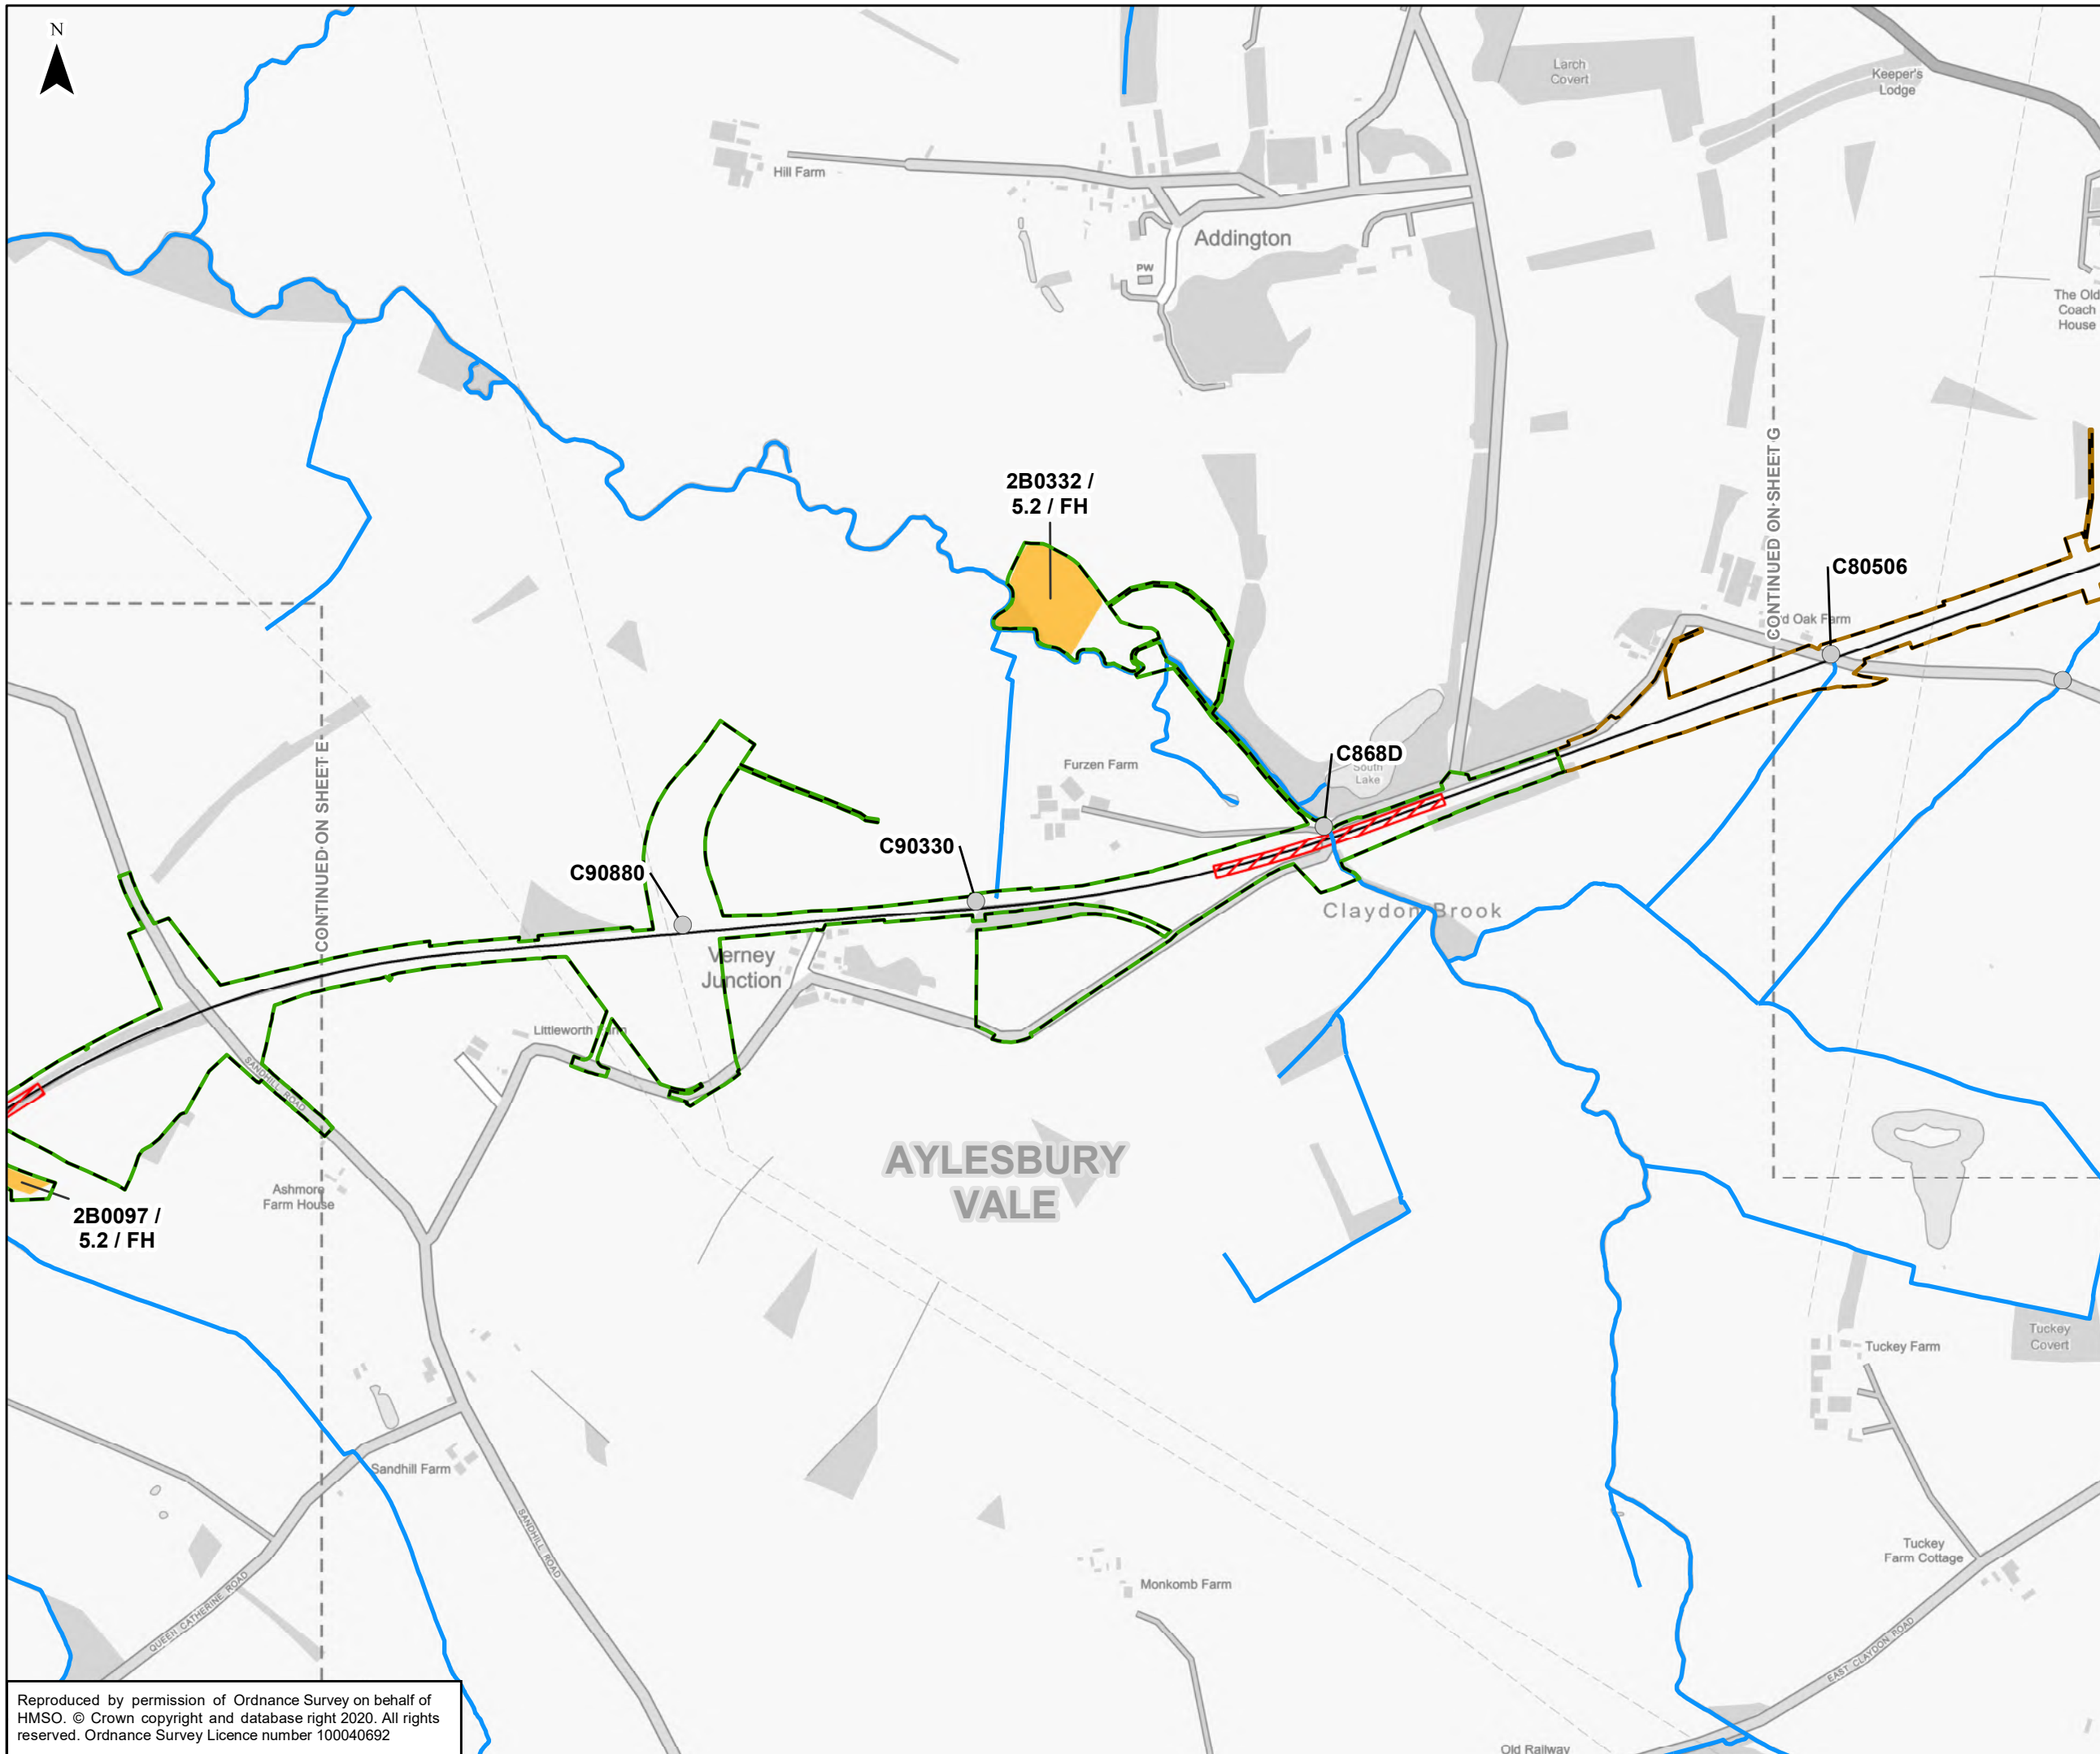 N
Larch
Covert
Keeper's
Lodge
Hill Farm
Addington
PW
The Old
Coach
House
2B0332 /
5.2 / FH
CONTINUED ON SHEET G
C80506
rd Oak Farm
C868D
South
Lake
Furzen Farm
C90330
C90880
CONTINUED ON SHEET E
Claydon Brook
Verney
Junction
Littleworth Farm
SANDHILL ROAD
AYLESBURY
VALE
Ashmore
Farm House
2B0097 /
5.2 / FH
Tuckey
Covert
Tuckey Farm
Sandhill Farm
SANDHILL ROAD
Tuckey
Farm Cottage
Monkomb Farm
QUEEN CATHERINE ROAD
EAST CLAYDON ROAD
Reproduced by permission of Ordnance Survey on behalf of
HMSO. © Crown copyright and database right 2020. All rights
reserved. Ordnance Survey Licence number 100040692
Old Railway